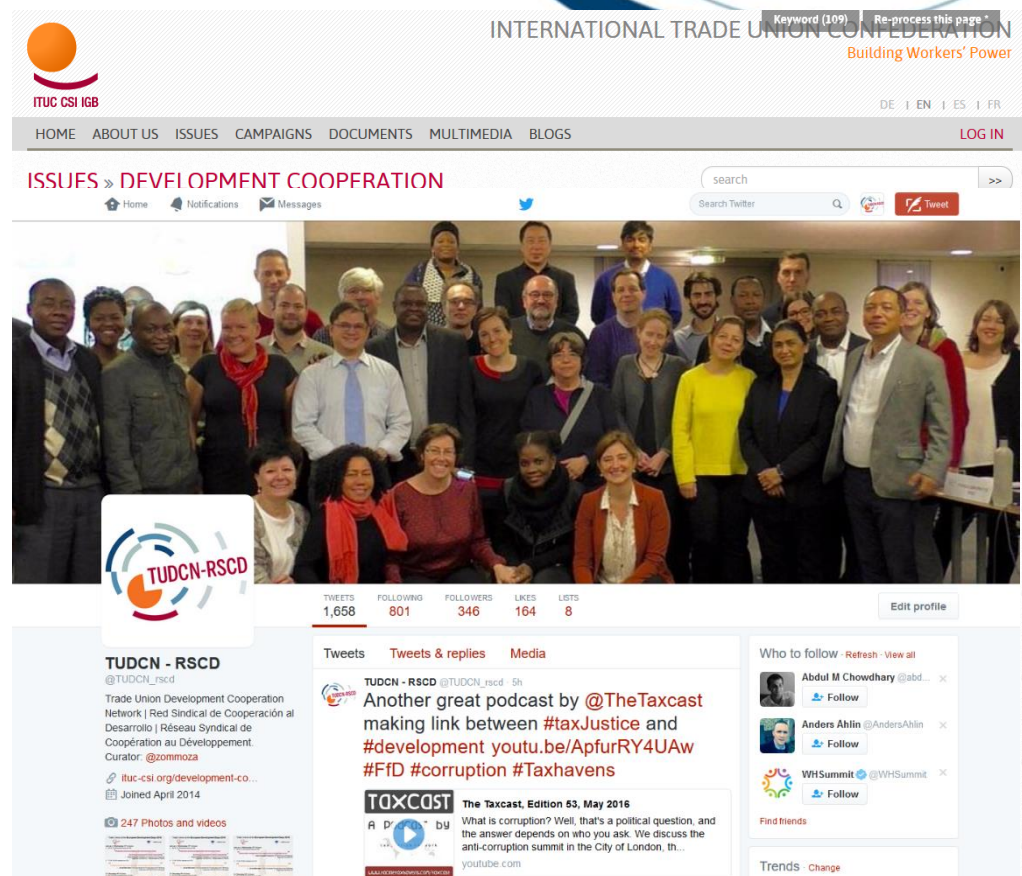 Keyword (109)
Re-process this page *
INTERNATIONAL TRADE UNION CONFEDERATION
Building Workers' Power
ITUC CSI IGB
DE | EN | ES | FR
HOME ABOUT US ISSUES CAMPAIGNS DOCUMENTS MULTIMEDIA BLOGS LOG IN
ISSUES » DEVELOPMENT COOPERATION
search >>
Home Notifications Messages
Search Twitter
Tweet
TUDCN-RSCD
TWEETS FOLLOWING FOLLOWERS LIKES LISTS
1,658 801 346 164 8
Edit profile
TUDCN - RSCD
@TUDCN_rscd
Trade Union Development Cooperation
Network | Red Sindical de Cooperación al
Desarrollo | Réseau Syndical de
Coopération au Développement.
Curator: @zommoza
ituc-csi.org/development-co...
Joined April 2014
247 Photos and videos
Tweets Tweets & replies Media
TUDCN - RSCD @TUDCN_rscd · 5h
Another great podcast by @TheTaxcast
making link between #taxJustice and
#development youtu.be/ApfurRY4UAw
#FfD #corruption #Taxhavens
TAXCAST
The Taxcast, Edition 53, May 2016
What is corruption? Well, that's a political question, and
the answer depends on who you ask. We discuss the
anti-corruption summit in the City of London, th...
youtube.com
Who to follow · Refresh · View all
Abdul M Chowdhary @abd...
Follow
Anders Ahlin @AndersAhlin
Follow
WHSummit @WHSummit
Follow
Find friends
Trends · Change